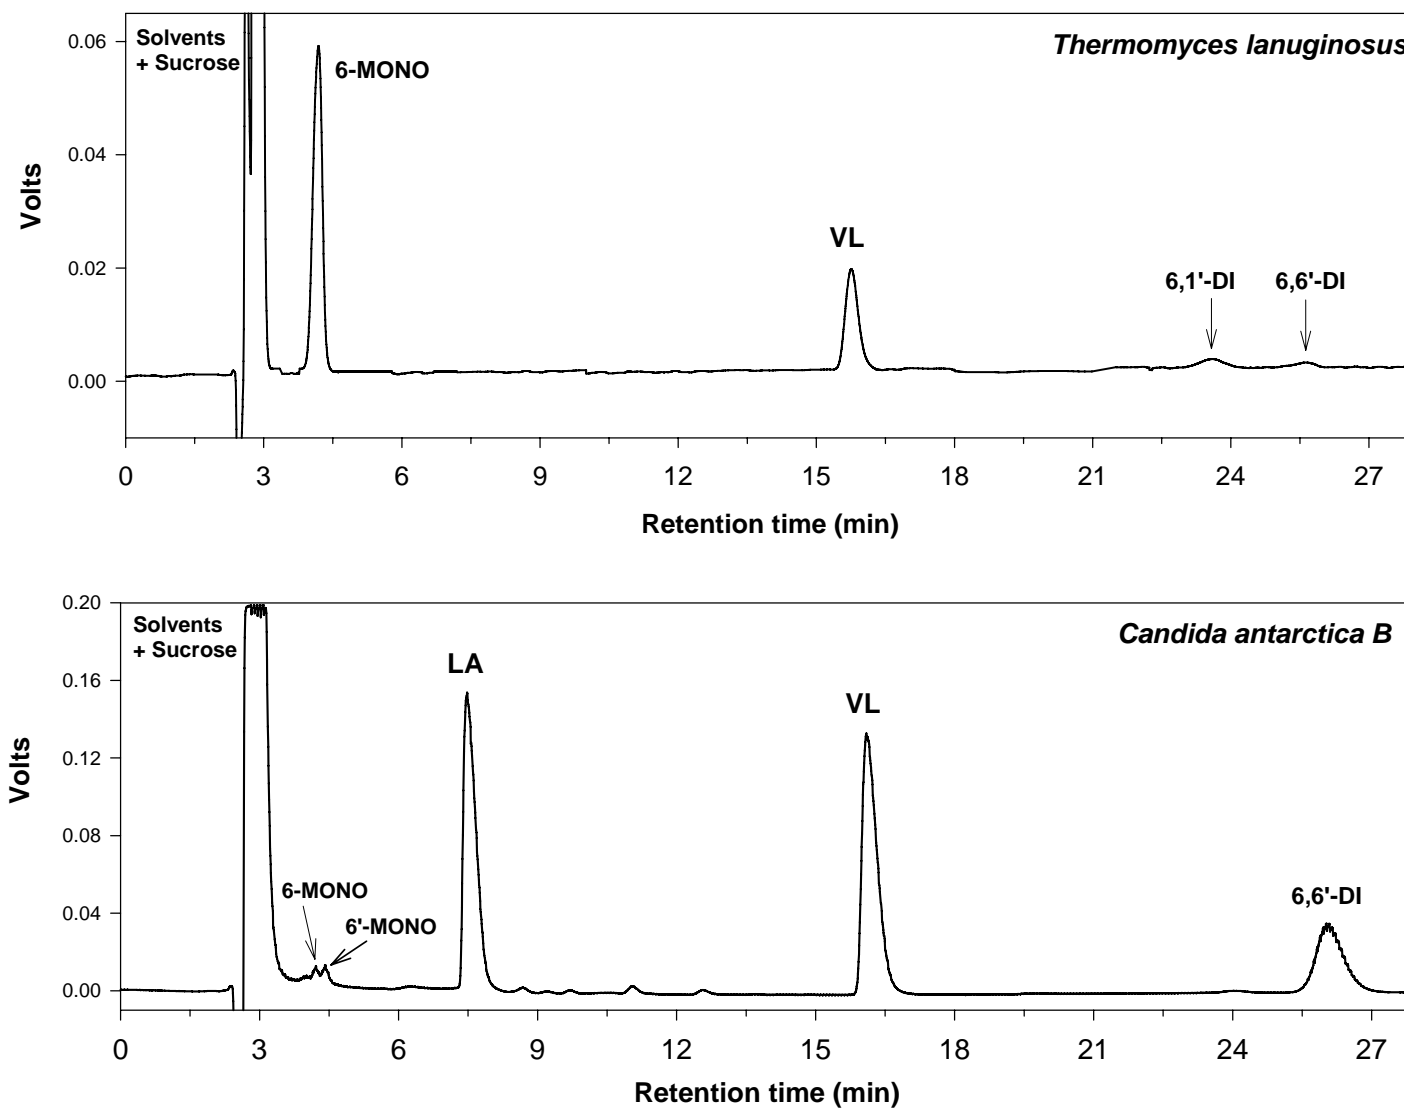 Solvents
+ Sucrose
Thermomyces lanuginosus
6-MONO
VL
6,1'-DI
6,6'-DI
Volts
0.06
0.04
0.02
0.00
0 3 6 9 12 15 18 21 24 27
Retention time (min)
Solvents
+ Sucrose
Candida antarctica B
LA
VL
6-MONO
6'-MONO
6,6'-DI
Volts
0.20
0.16
0.12
0.08
0.04
0.00
0 3 6 9 12 15 18 21 24 27
Retention time (min)